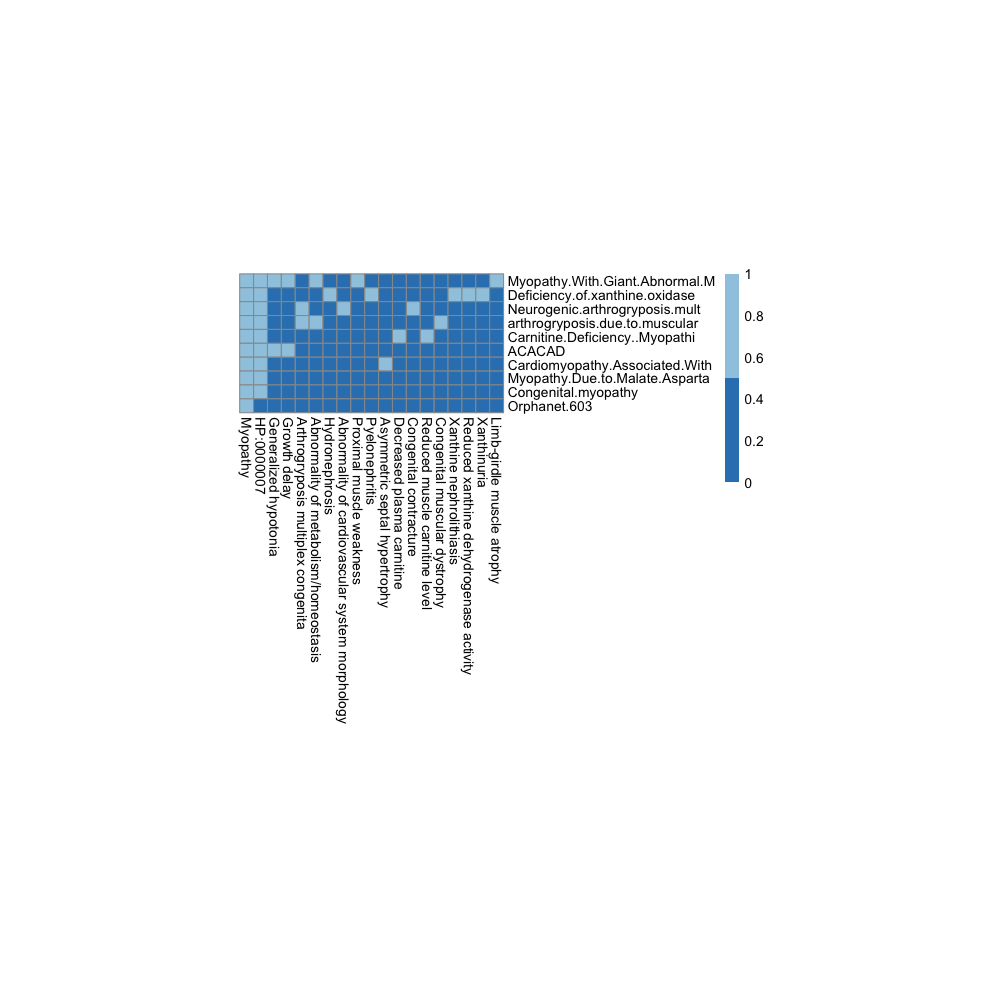 Myopathy.With.Giant.Abnormal.M
Deficiency.of.xanthine.oxidase
Neurogenic.arthrogryposis.mult
arthrogryposis.due.to.muscular
Carnitine.Deficiency..Myopathi
ACACAD
Cardiomyopathy.Associated.With
Myopathy.Due.to.Malate.Asparta
Congenital.myopathy
Orphanet.603
1
0.8
0.6
0.4
0.2
0
Myopathy
HP:0000007
Generalized hypotonia
Growth delay
Arthrogryposis multiplex congenita
Abnormality of metabolism/homeostasis
Hydronephrosis
Abnormality of cardiovascular system morphology
Proximal muscle weakness
Pyelonephritis
Asymmetric septal hypertrophy
Decreased plasma carnitine
Congenital contracture
Reduced muscle carnitine level
Congenital muscular dystrophy
Xanthine nephrolithiasis
Reduced xanthine dehydrogenase activity
Xanthinuria
Limb-girdle muscle atrophy